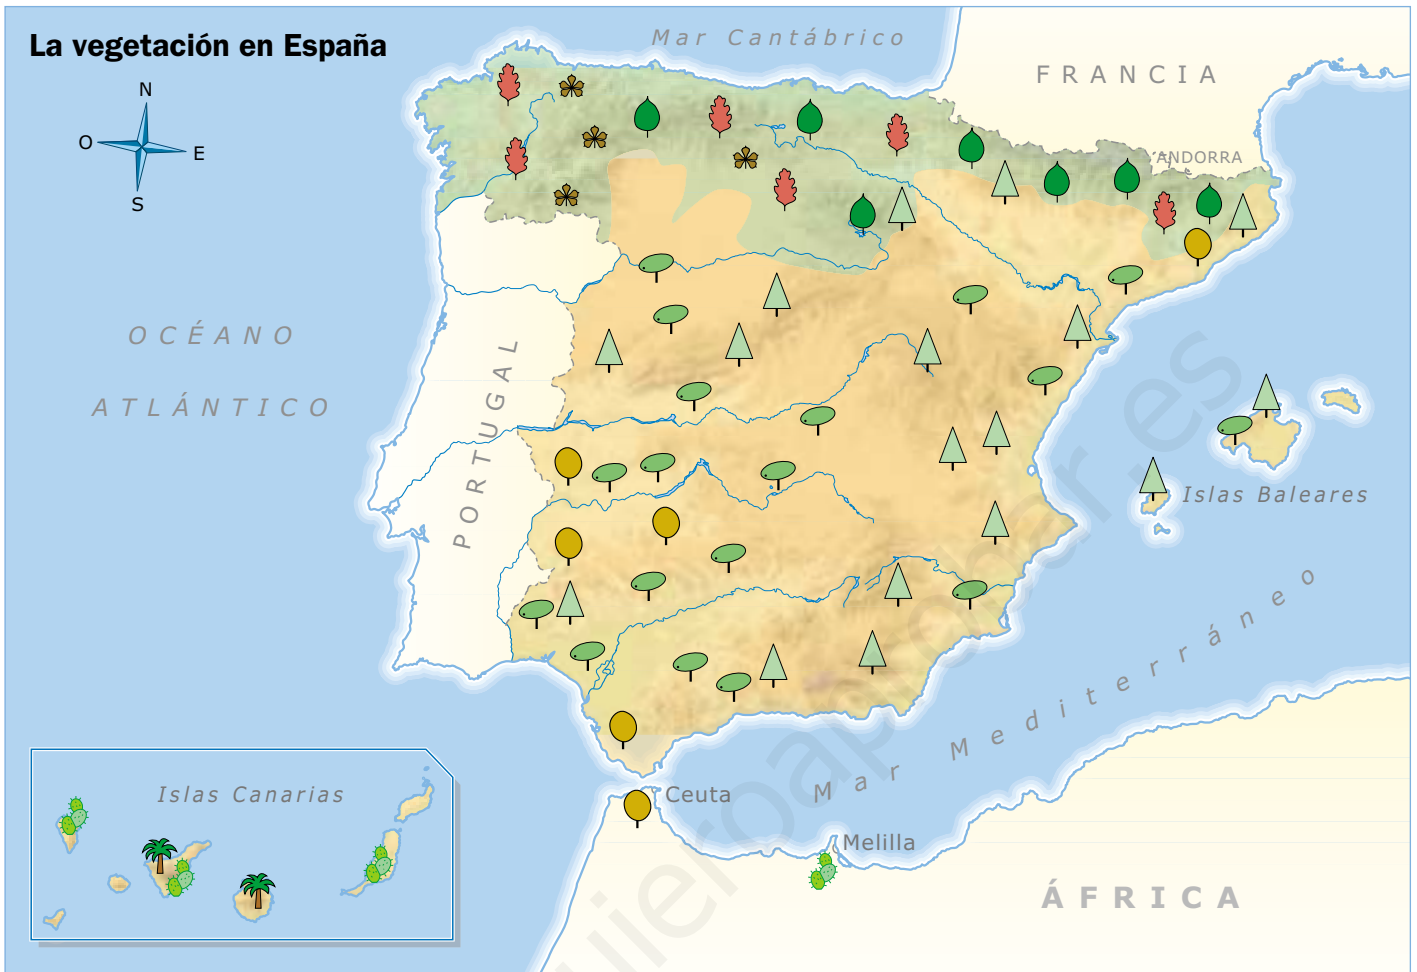 La vegetación en España
Mar Cantábrico
FRANCIA
N
O
E
S
ANDORRA
OCÉANO
ATLÁNTICO
PORTUGAL
Islas Baleares
Mar Mediterráneo
Islas Canarias
Ceuta
Melilla
ÁFRICA